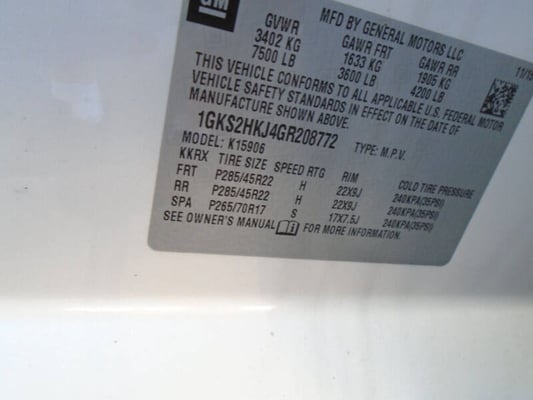 GM
MFD BY GENERAL MOTORS LLC
GVWR GAWR FRT GAWR RR
3402 KG 1633 KG 1905 KG
7500 LB 3600 LB 4200 LB
THIS VEHICLE CONFORMS TO ALL APPLICABLE U.S. FEDERAL MOTOR
VEHICLE SAFETY STANDARDS IN EFFECT ON THE DATE OF
MANUFACTURE SHOWN ABOVE.
1GKS2HKJ4GR208772
MODEL: K15906 TYPE: M.P.V.
KKRX TIRE SIZE SPEED RTG RIM COLD TIRE PRESSURE
FRT P285/45R22 H 22X9J 240KPA(35PSI)
RR P285/45R22 H 22X9J 240KPA(35PSI)
SPA P265/70R17 S 17X7.5J 240KPA(35PSI)
SEE OWNER'S MANUAL FOR MORE INFORMATION.